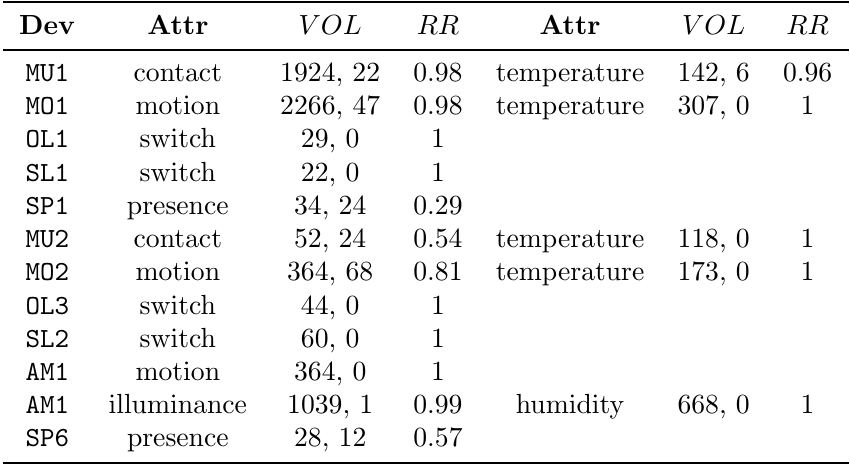 Dev Attr VOL RR Attr VOL RR
MU1 contact 1924, 22 0.98 temperature 142, 6 0.96
MO1 motion 2266, 47 0.98 temperature 307, 0 1
OL1 switch 29, 0 1
SL1 switch 22, 0 1
SP1 presence 34, 24 0.29
MU2 contact 52, 24 0.54 temperature 118, 0 1
MO2 motion 364, 68 0.81 temperature 173, 0 1
OL3 switch 44, 0 1
SL2 switch 60, 0 1
AM1 motion 364, 0 1
AM1 illuminance 1039, 1 0.99 humidity 668, 0 1
SP6 presence 28, 12 0.57